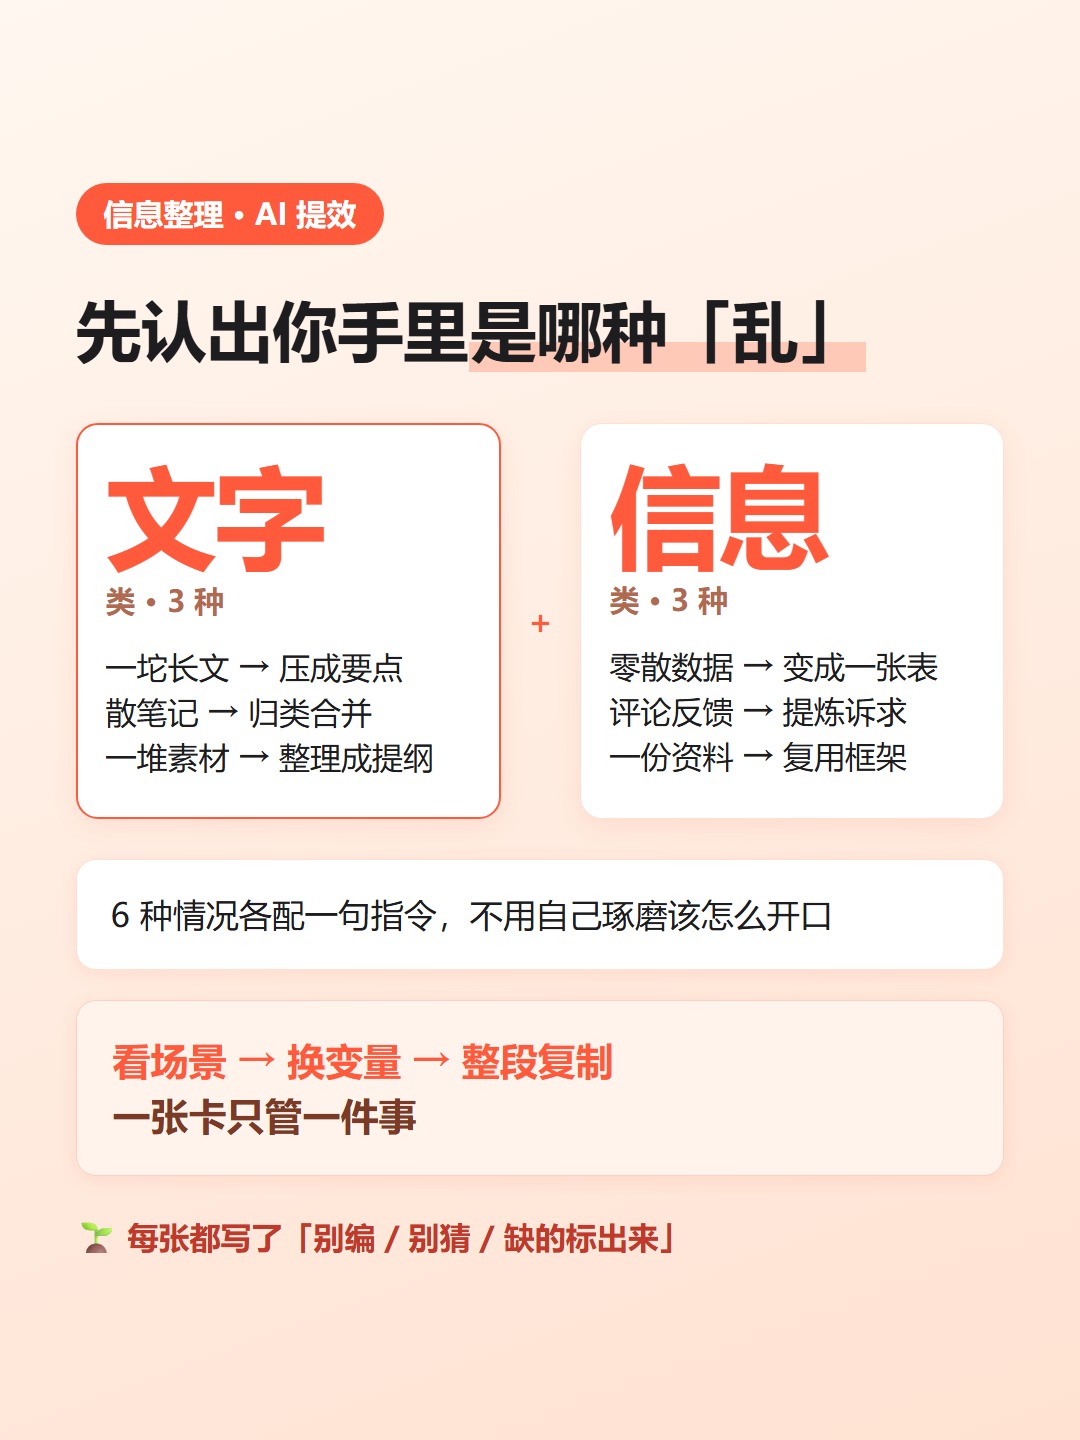 信息整理 · AI 提效
先认出你手里是哪种「乱」
文字
类 · 3 种
一坨长文 → 压成要点
散笔记 → 归类合并
一堆素材 → 整理成提纲
+
信息
类 · 3 种
零散数据 → 变成一张表
评论反馈 → 提炼诉求
一份资料 → 复用框架
6 种情况各配一句指令，不用自己琢磨该怎么开口
看场景 → 换变量 → 整段复制
一张卡只管一件事
🌱 每张都写了「别编 / 别猜 / 缺的标出来」